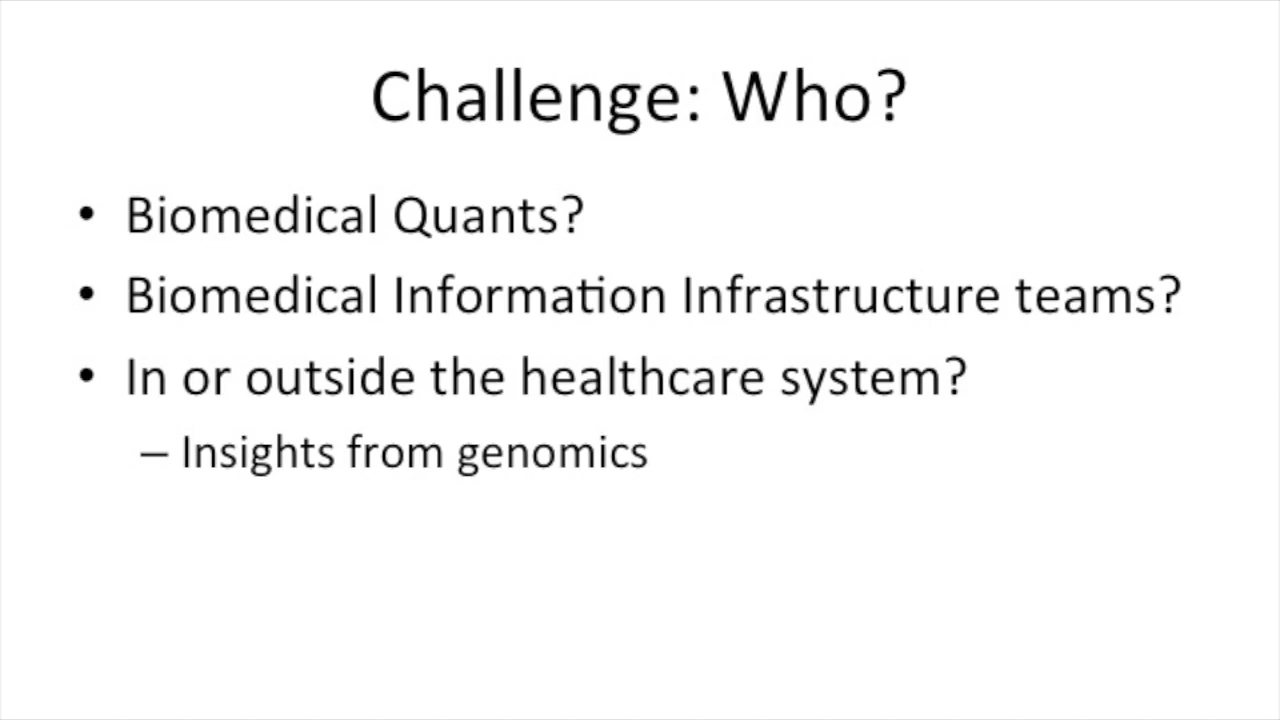 Challenge: Who?
• Biomedical Quants?
• Biomedical Information Infrastructure teams?
• In or outside the healthcare system?
– Insights from genomics